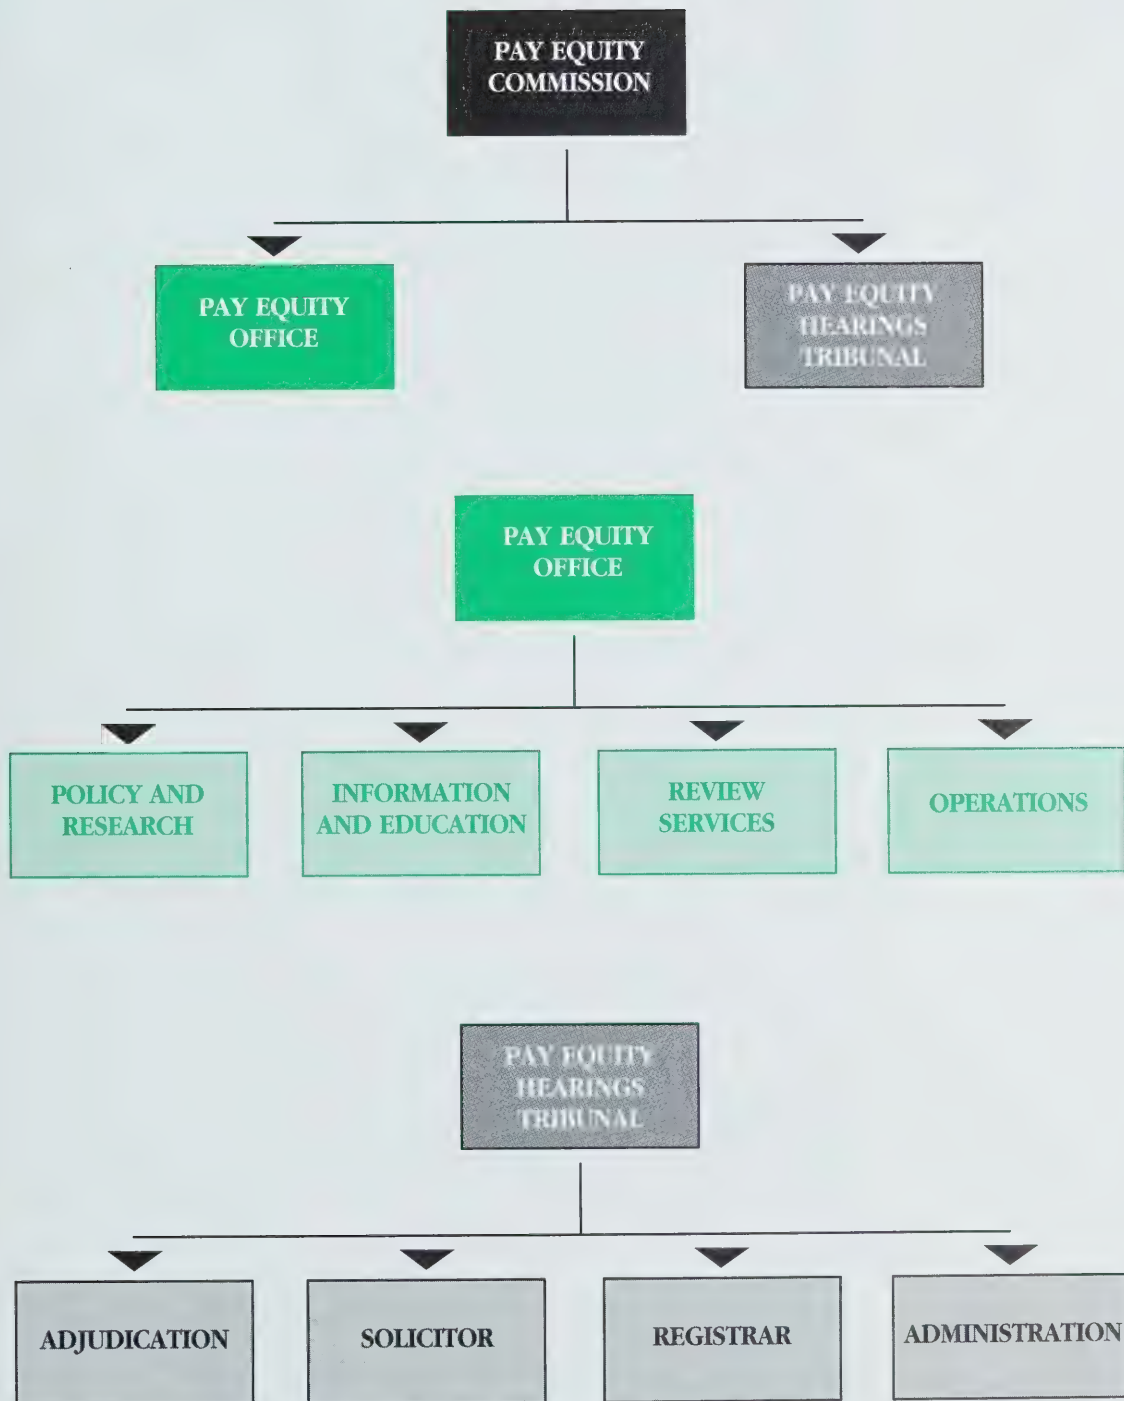 PAY EQUITY
COMMISSION
PAY EQUITY
OFFICE
PAY EQUITY
HEARINGS
TRIBUNAL
PAY EQUITY
OFFICE
POLICY AND
RESEARCH
INFORMATION
AND EDUCATION
REVIEW
SERVICES
OPERATIONS
PAY EQUITY
HEARINGS
TRIBUNAL
ADJUDICATION
SOLICITOR
REGISTRAR
ADMINISTRATION